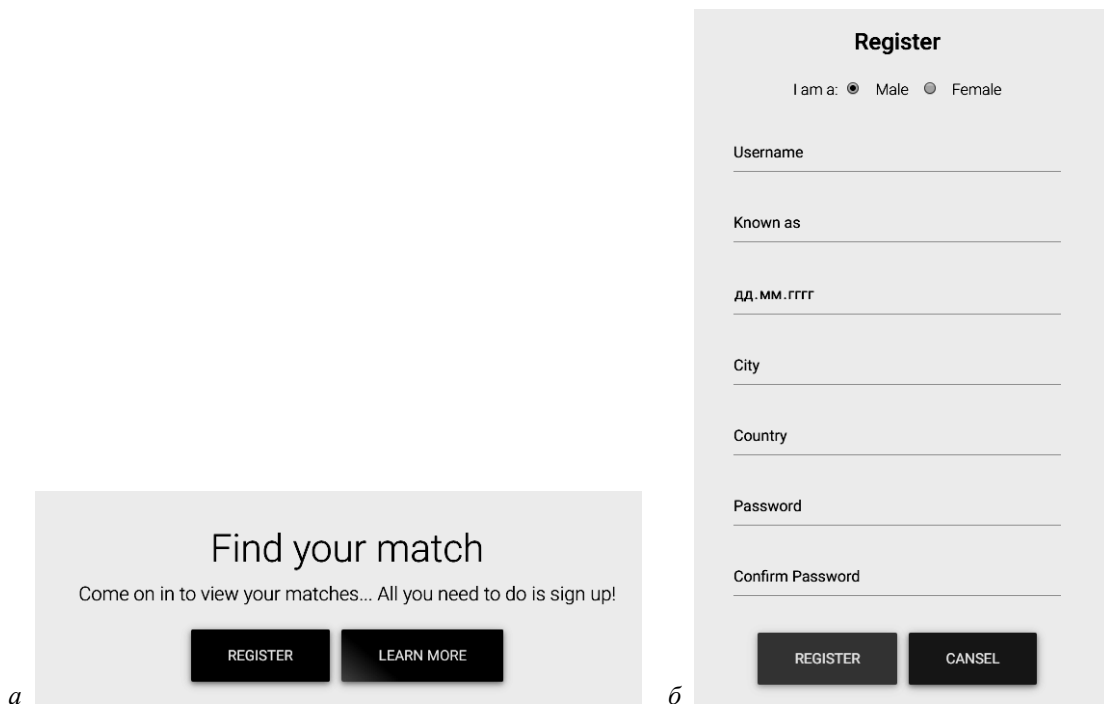 Find your match
Come on in to view your matches... All you need to do is sign up!
REGISTER LEARN MORE
а
Register
I am a: Male Female
Username
Known as
дд.мм.гггг
City
Country
Password
Confirm Password
REGISTER CANSEL
б